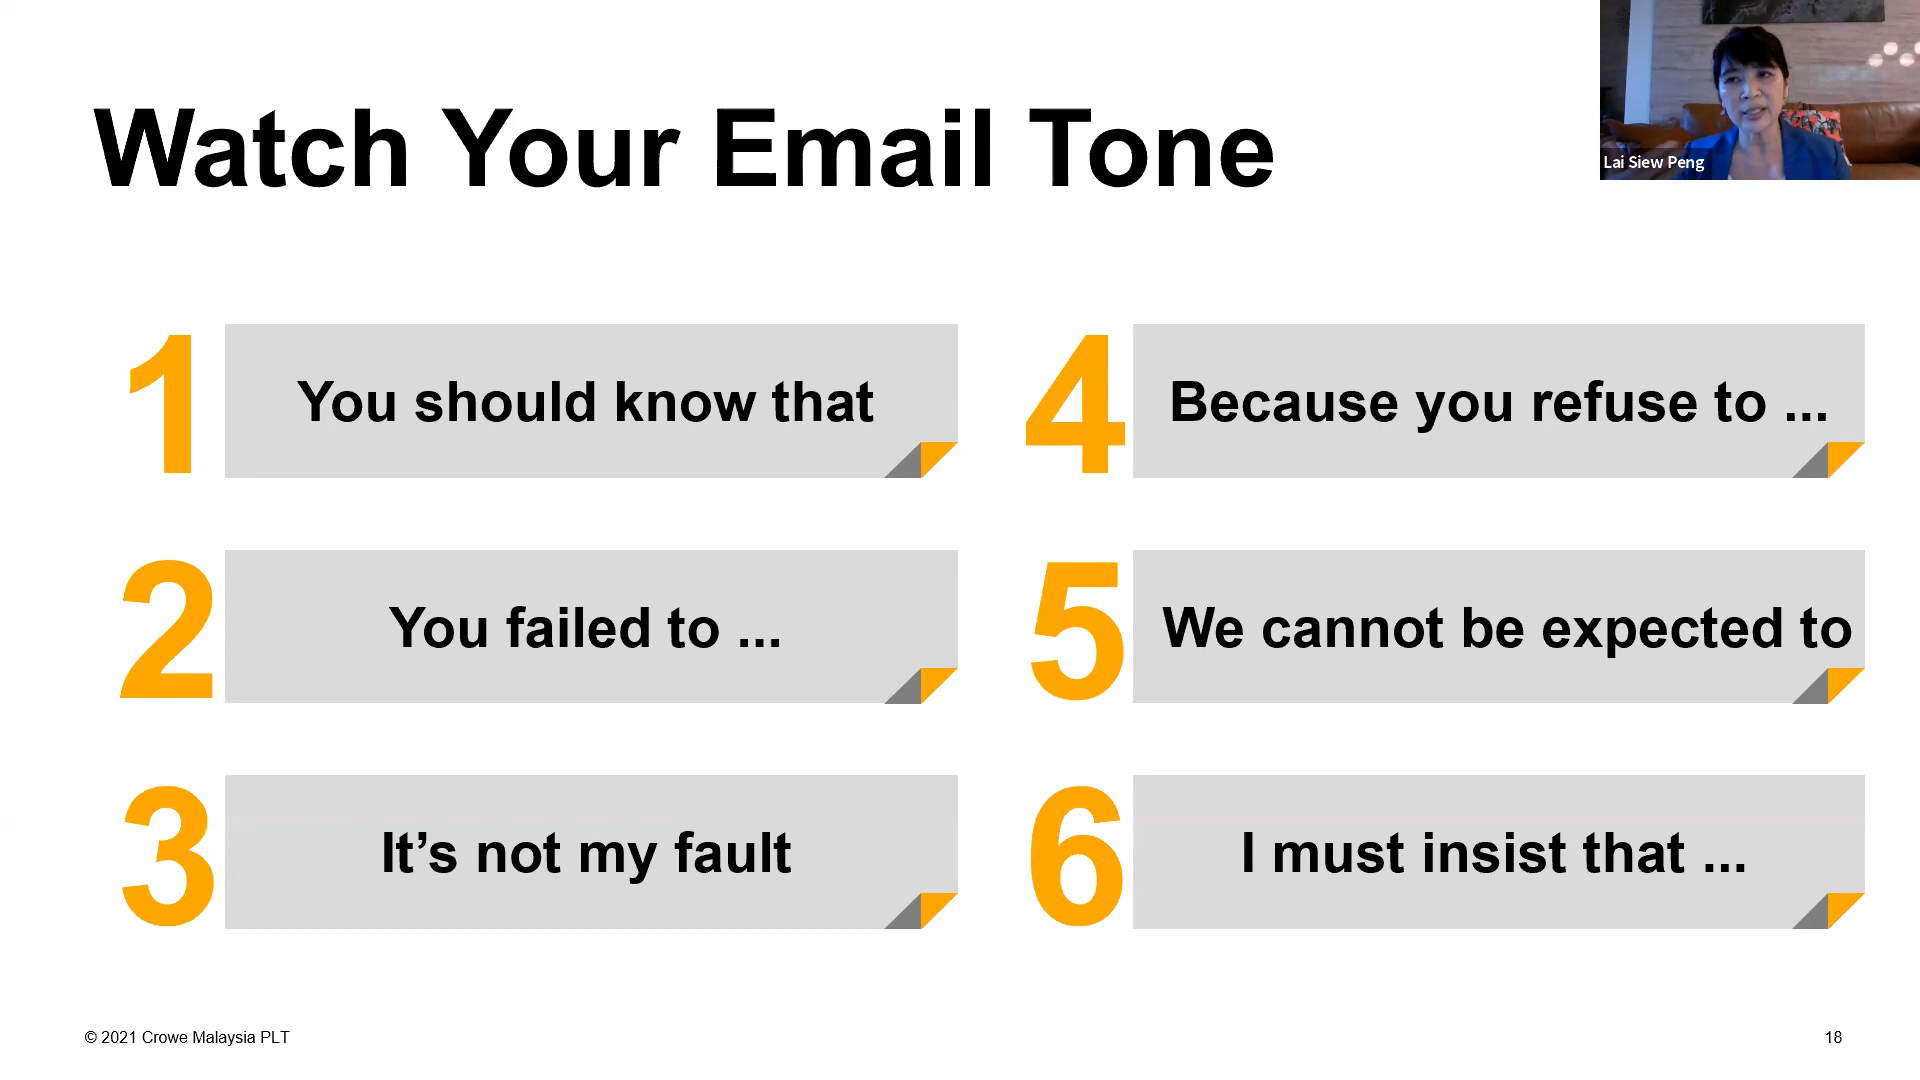 Watch Your Email Tone
Lai Siew Peng
1
You should know that
2
You failed to ...
3
It’s not my fault
4
Because you refuse to ...
5
We cannot be expected to
6
I must insist that ...
© 2021 Crowe Malaysia PLT
18